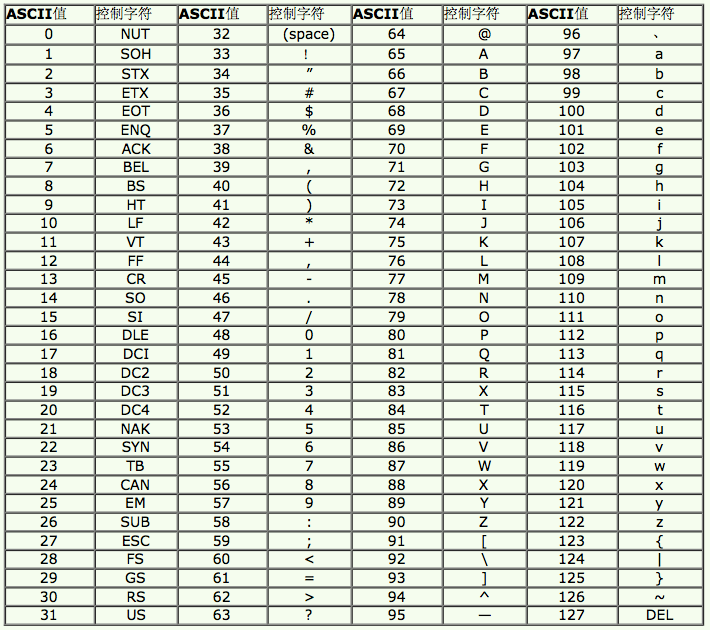 ASCII值 控制字符 ASCII值 控制字符 ASCII值 控制字符 ASCII值 控制字符
0 NUT 32 (space) 64 @ 96 、
1 SOH 33 ! 65 A 97 a
2 STX 34 ” 66 B 98 b
3 ETX 35 # 67 C 99 c
4 EOT 36 $ 68 D 100 d
5 ENQ 37 % 69 E 101 e
6 ACK 38 & 70 F 102 f
7 BEL 39 , 71 G 103 g
8 BS 40 ( 72 H 104 h
9 HT 41 ) 73 I 105 i
10 LF 42 * 74 J 106 j
11 VT 43 + 75 K 107 k
12 FF 44 , 76 L 108 l
13 CR 45 - 77 M 109 m
14 SO 46 . 78 N 110 n
15 SI 47 / 79 O 111 o
16 DLE 48 0 80 P 112 p
17 DCI 49 1 81 Q 113 q
18 DC2 50 2 82 R 114 r
19 DC3 51 3 83 X 115 s
20 DC4 52 4 84 T 116 t
21 NAK 53 5 85 U 117 u
22 SYN 54 6 86 V 118 v
23 TB 55 7 87 W 119 w
24 CAN 56 8 88 X 120 x
25 EM 57 9 89 Y 121 y
26 SUB 58 : 90 Z 122 z
27 ESC 59 ; 91 [ 123 {
28 FS 60 < 92 \ 124 |
29 GS 61 = 93 ] 125 }
30 RS 62 > 94 ^ 126 ~
31 US 63 ? 95 — 127 DEL